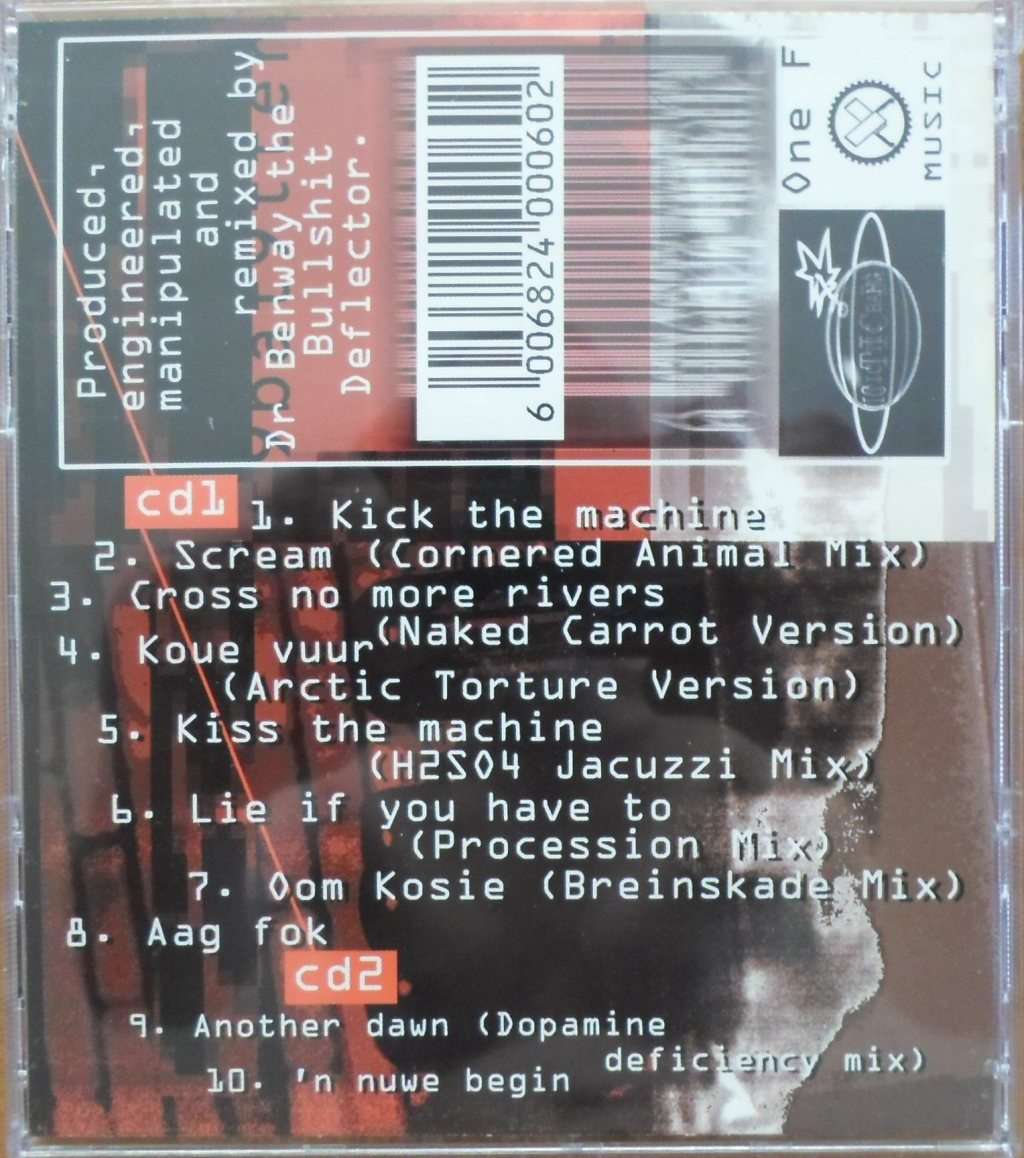 Produced,
engineered,
manipulated
and
remixed by
Dr Benway the
Bullshit
Deflector.
6 006824 000602
One F
MUSIC
cd1
1. Kick the machine
2. Scream (Cornered Animal Mix)
3. Cross no more rivers
(Naked Carrot Version)
4. Koue vuur
(Arctic Torture Version)
5. Kiss the machine
(H2SO4 Jacuzzi Mix)
6. Lie if you have to
(Procession Mix)
7. Oom Kosie (Breinskade Mix)
8. Aag fok
cd2
9. Another dawn (Dopamine
deficiency mix)
10. 'n nuwe begin